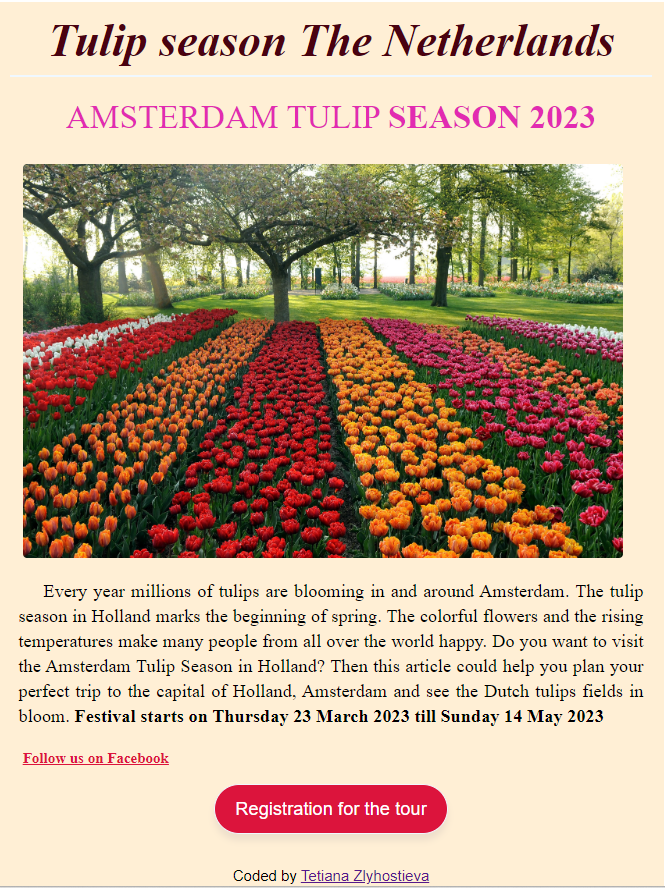 Tulip season The Netherlands
AMSTERDAM TULIP SEASON 2023
Every year millions of tulips are blooming in and around Amsterdam. The tulip
season in Holland marks the beginning of spring. The colorful flowers and the rising
temperatures make many people from all over the world happy. Do you want to visit
the Amsterdam Tulip Season in Holland? Then this article could help you plan your
perfect trip to the capital of Holland, Amsterdam and see the Dutch tulips fields in
bloom. Festival starts on Thursday 23 March 2023 till Sunday 14 May 2023
Follow us on Facebook
Registration for the tour
Coded by Tetiana Zlyhostieva